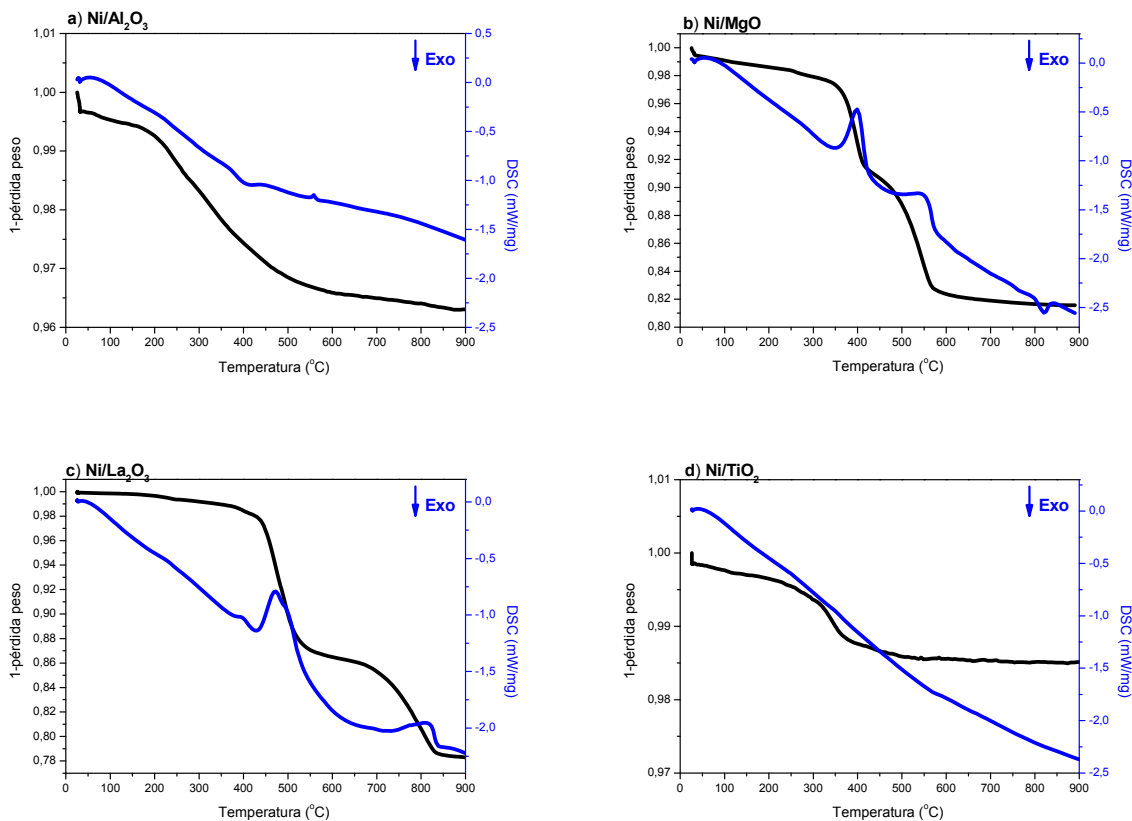 a) Ni/Al₂O₃
1,01
1,00
0,99
0,98
0,97
0,96
1-pérdida peso
0 100 200 300 400 500 600 700 800 900
Temperatura (°C)
0,5
0,0
-0,5
-1,0
-1,5
-2,0
-2,5
DSC (mW/mg)
Exo
b) Ni/MgO
1,00
0,98
0,96
0,94
0,92
0,90
0,88
0,86
0,84
0,82
0,80
1-pérdida peso
0 100 200 300 400 500 600 700 800 900
Temperatura (°C)
0,0
-0,5
-1,0
-1,5
-2,0
-2,5
DSC (mW/mg)
Exo
c) Ni/La₂O₃
1,00
0,98
0,96
0,94
0,92
0,90
0,88
0,86
0,84
0,82
0,80
0,78
1-pérdida peso
0 100 200 300 400 500 600 700 800 900
Temperatura (°C)
0,0
-0,5
-1,0
-1,5
-2,0
DSC (mW/mg)
Exo
d) Ni/TiO₂
1,01
1,00
0,99
0,98
0,97
1-pérdida peso
0 100 200 300 400 500 600 700 800 900
Temperatura (°C)
0,0
-0,5
-1,0
-1,5
-2,0
-2,5
DSC (mW/mg)
Exo